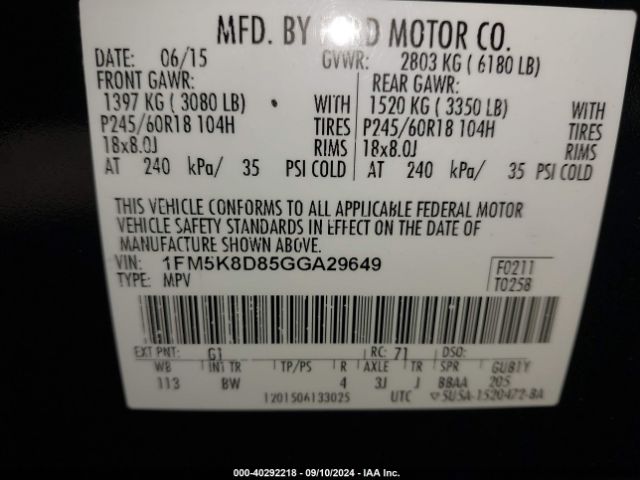 MFD. BY FORD MOTOR CO.
DATE: 06/15 GVWR: 2803 KG ( 6180 LB)
FRONT GAWR: REAR GAWR:
1397 KG ( 3080 LB) WITH 1520 KG ( 3350 LB) WITH
P245/60R18 104H TIRES P245/60R18 104H TIRES
18x8.0J RIMS 18x8.0J RIMS
AT 240 kPa/ 35 PSI COLD AT 240 kPa/ 35 PSI COLD
THIS VEHICLE CONFORMS TO ALL APPLICABLE FEDERAL MOTOR
VEHICLE SAFETY STANDARDS IN EFFECT ON THE DATE OF
MANUFACTURE SHOWN ABOVE.
VIN: 1FM5K8D85GGA29649 F0211
TYPE: MPV T0258
EXT PNT: G1 RC: 71 DSO:
WB INT TR TP/PS R AXLE TR SPR GUB1Y
113 BW 4 3J J BBAA 205
1201506133025 UTC ▽5U5A-1520472-BA
© 40292218 - 09/10/2024 - IAA Inc.